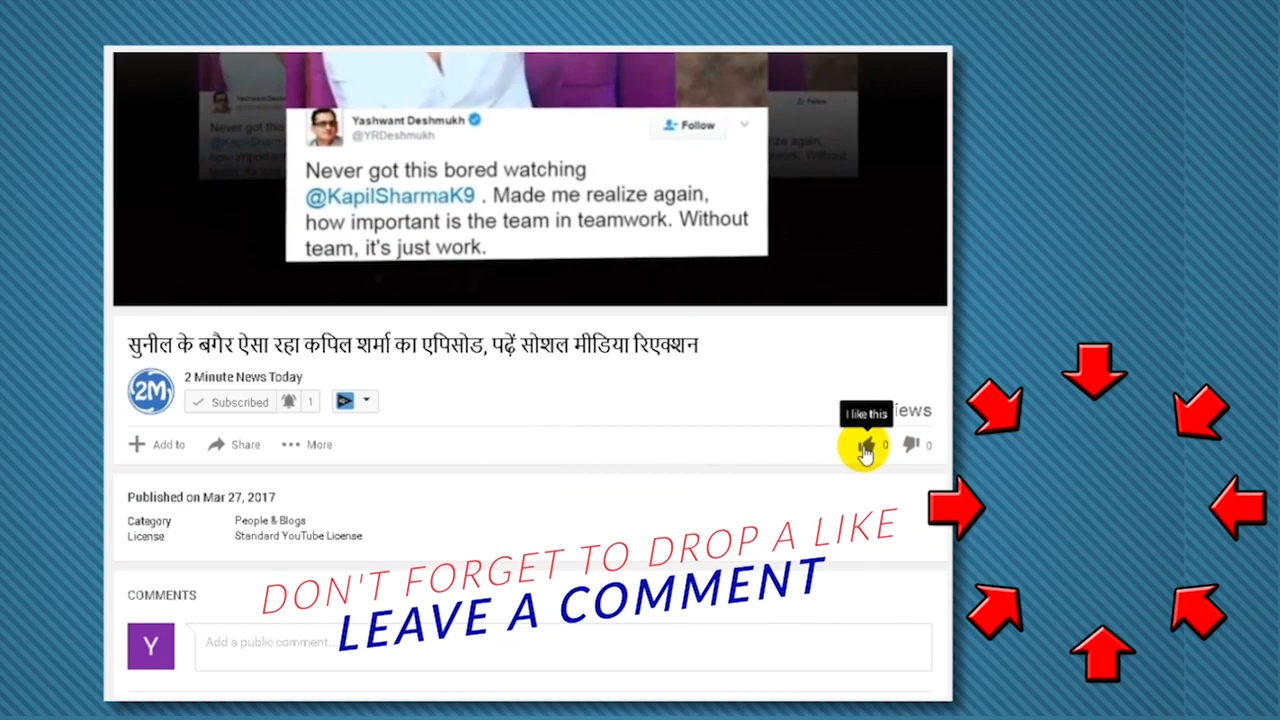 Yashwant Deshmukh
@YRDeshmukh
Follow
Never got this bored watching
@KapilSharmaK9 . Made me realize again,
how important is the team in teamwork. Without
team, it's just work.
सुनील के बगैर ऐसा रहा कपिल शर्मा का एपिसोड, पढ़ें सोशल मीडिया रिएक्शन
2M
2 Minute News Today
Subscribed 1
I like this
Add to Share More 0 0
Published on Mar 27, 2017
Category People & Blogs
License Standard YouTube License
DON'T FORGET TO DROP A LIKE
LEAVE A COMMENT
COMMENTS
Y
Add a public comment...